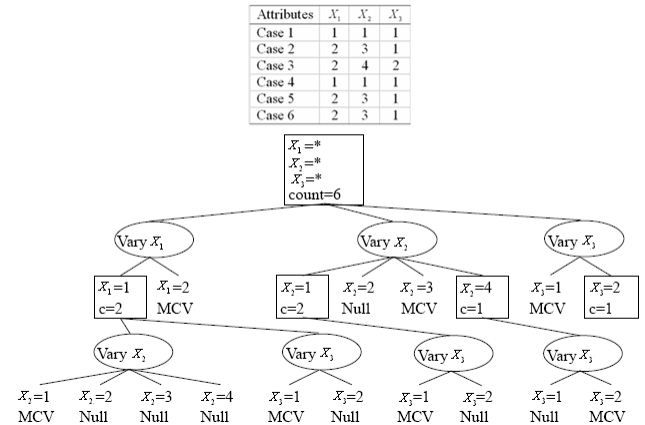 Attributes X₁ X₂ X₃
Case 1 1 1 1
Case 2 2 3 1
Case 3 2 4 2
Case 4 1 1 1
Case 5 2 3 1
Case 6 2 3 1
X₁=*
X₂=*
X₃=*
count=6
Vary X₁ Vary X₂ Vary X₃
X₁=1 X₁=2 X₂=1 X₂=2 X₂=3 X₂=4 X₃=1 X₃=2
c=2 MCV c=2 Null MCV c=1 MCV c=1
Vary X₂ Vary X₃ Vary X₃ Vary X₃
X₂=1 X₂=2 X₂=3 X₂=4 X₃=1 X₃=2 X₃=1 X₃=2 X₃=1 X₃=2
MCV Null Null Null MCV Null MCV Null Null MCV